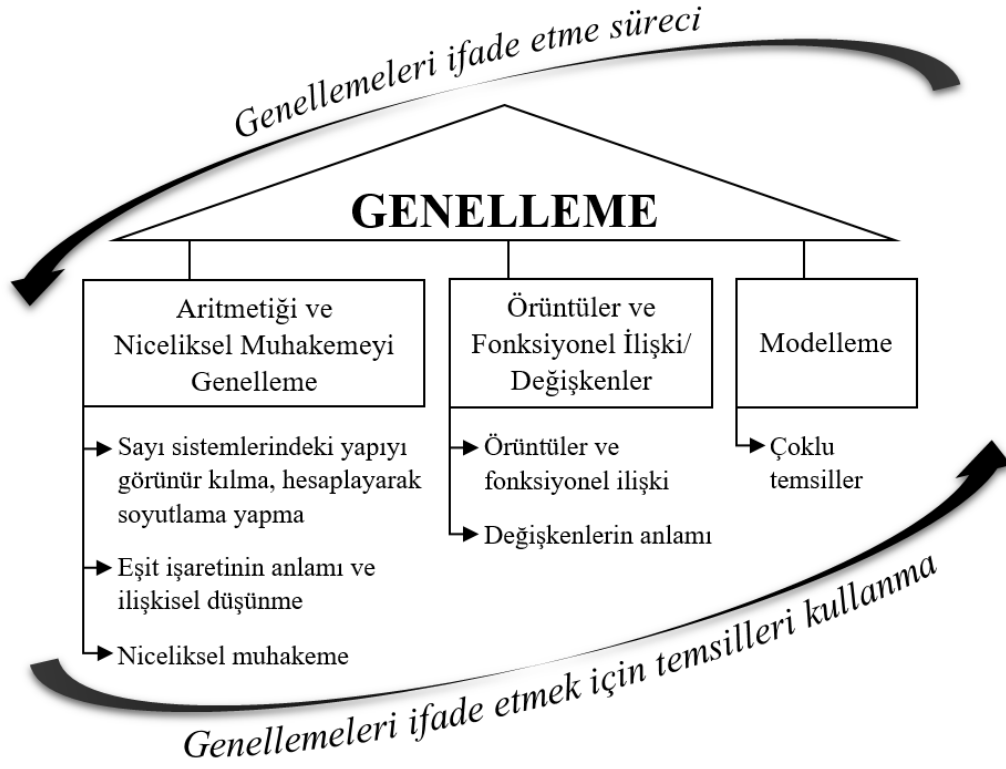 Genellemeleri ifade etme süreci
GENELLEME
Aritmetiği ve
Niceliksel Muhakemeyi
Genelleme
Sayı sistemlerindeki yapıyı
görünür kılma, hesaplayarak
soyutlama yapma
Eşit işaretinin anlamı ve
ilişkisel düşünme
Niceliksel muhakeme
Örüntüler ve
Fonksiyonel İlişki/
Değişkenler
Örüntüler ve
fonksiyonel ilişki
Değişkenlerin anlamı
Modelleme
Çoklu
temsiller
Genellemeleri ifade etmek için temsilleri kullanma